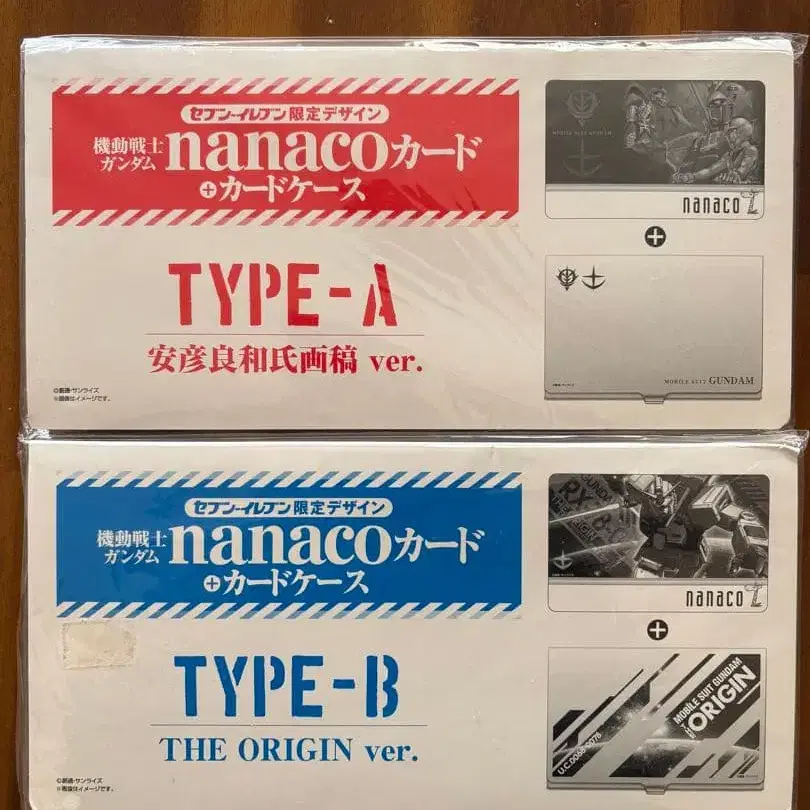 セブン-イレブン限定デザイン
機動戦士
ガンダム
nanacoカード
+カードケース
TYPE-A
安彦良和氏画稿 ver.
©創通・サンライズ
※画像はイメージです。
MOBILE SUIT GUNDAM
nanaco
+
MOBILE SUIT GUNDAM
セブン-イレブン限定デザイン
機動戦士
ガンダム
nanacoカード
+カードケース
TYPE-B
THE ORIGIN ver.
©創通・サンライズ
※画像はイメージです。
nanaco
+
MOBILE SUIT GUNDAM
THE ORIGIN